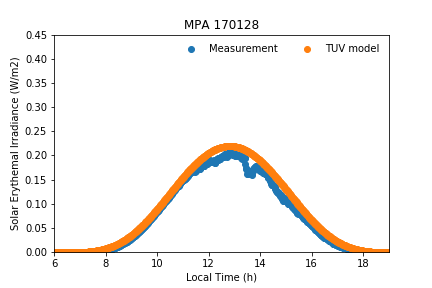 MPA 170128
Measurement TUV model
0.45
0.40
0.35
0.30
0.25
0.20
0.15
0.10
0.05
0.00
Solar Erythemal Irradiance (W/m2)
6 8 10 12 14 16 18
Local Time (h)